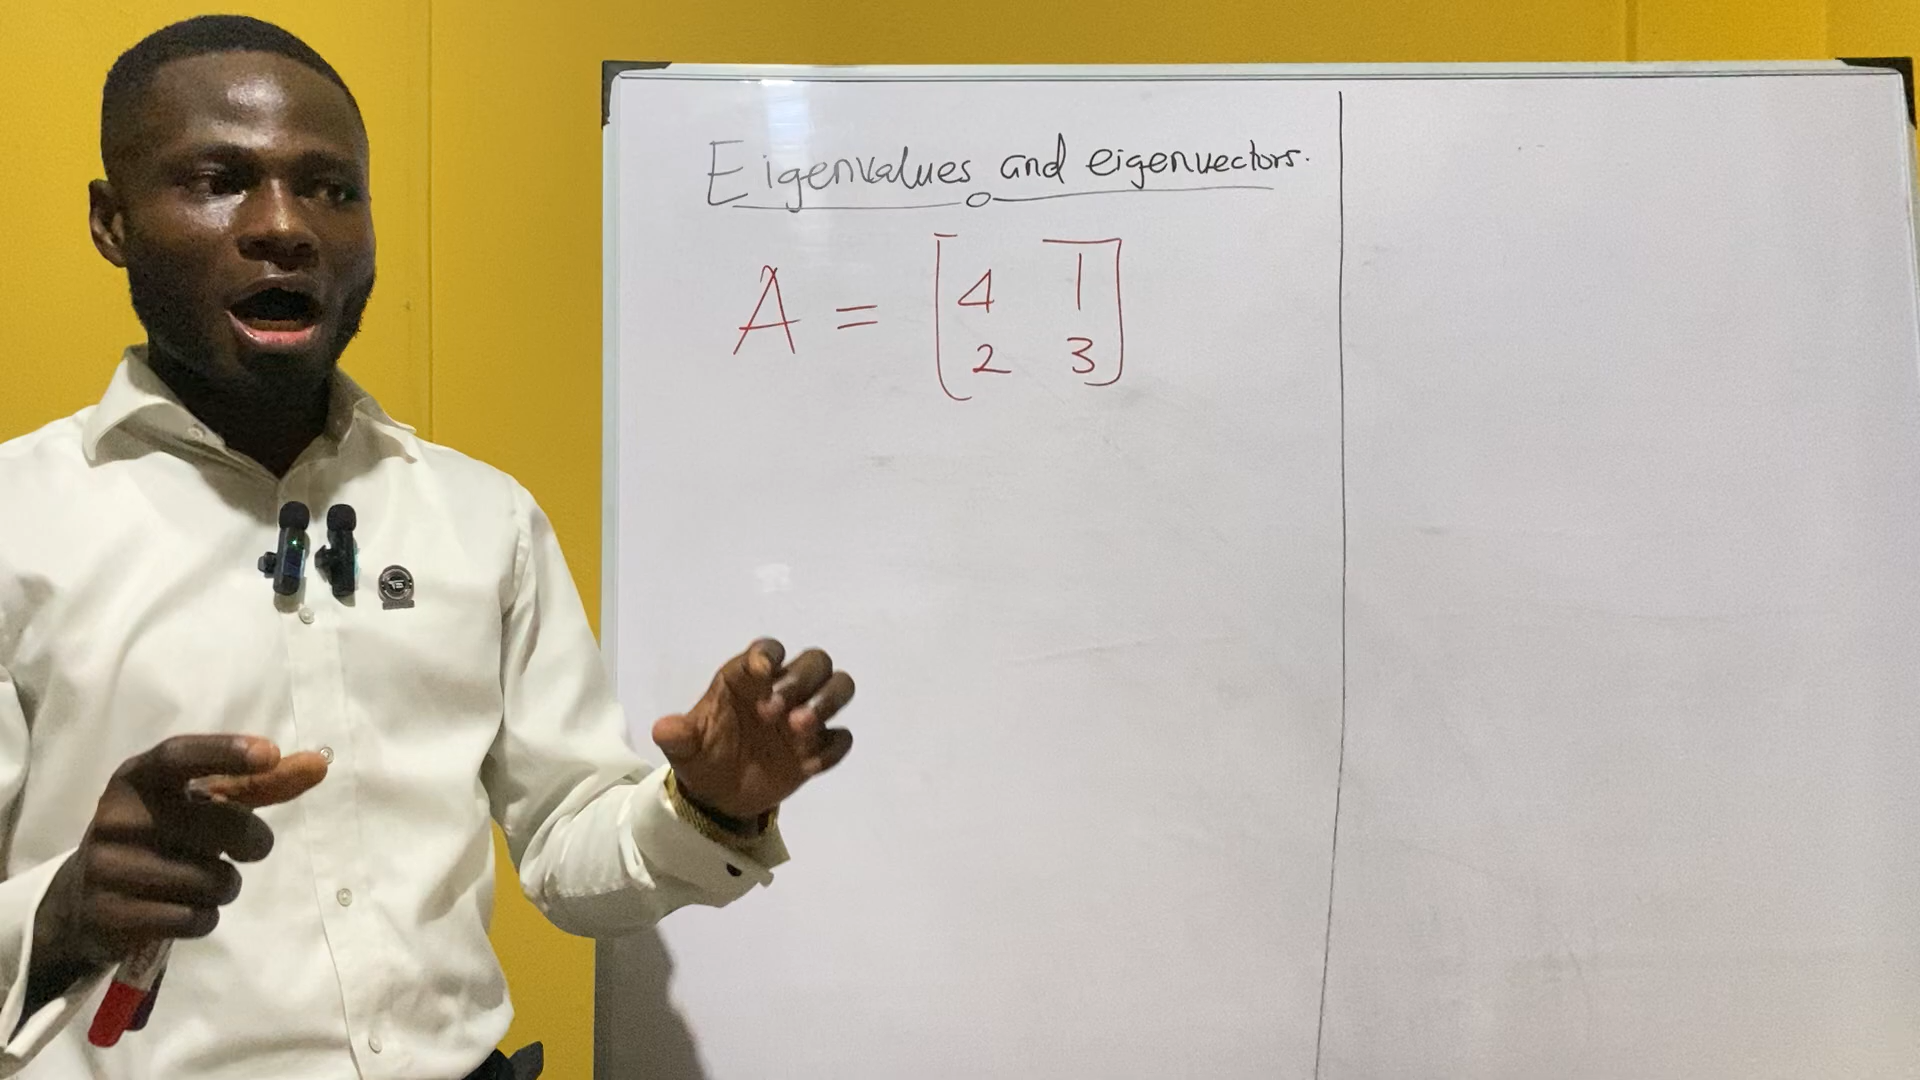 Eigenvalues and eigenvectors.
A = [4 1
2 3]